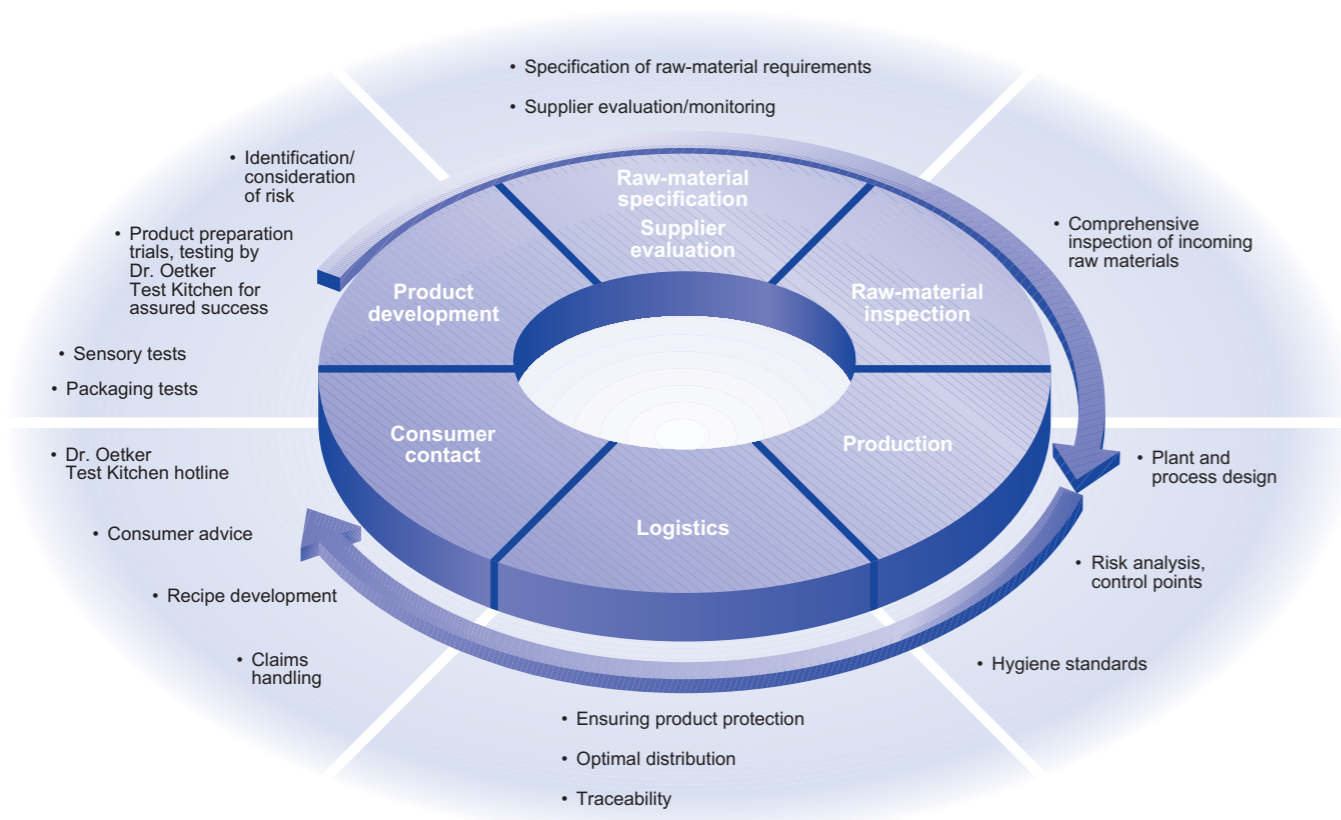 • Specification of raw-material requirements
• Supplier evaluation/monitoring
• Identification/
consideration
of risk
• Product preparation
trials, testing by
Dr. Oetker
Test Kitchen for
assured success
• Sensory tests
• Packaging tests
Raw-material
specification
Supplier
evaluation
Product
development
Raw-material
inspection
• Comprehensive
inspection of incoming
raw materials
Consumer
contact
Production
Logistics
• Dr. Oetker
Test Kitchen hotline
• Consumer advice
• Recipe development
• Claims
handling
• Plant and
process design
• Risk analysis,
control points
• Hygiene standards
• Ensuring product protection
• Optimal distribution
• Traceability